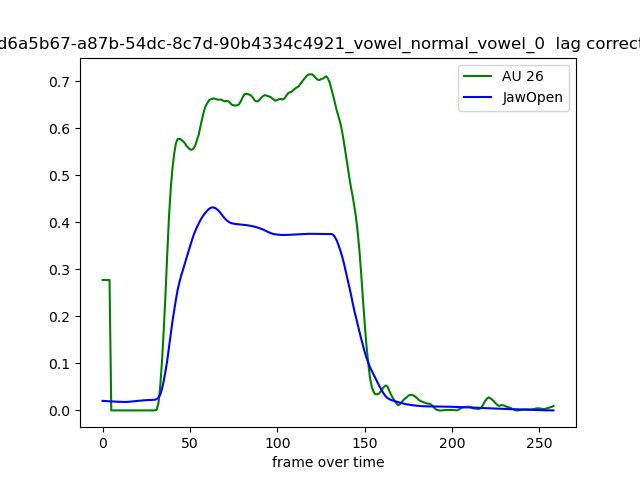 d6a5b67-a87b-54dc-8c7d-90b4334c4921_vowel_normal_vowel_0 lag correct
AU 26
JawOpen
0.7
0.6
0.5
0.4
0.3
0.2
0.1
0.0
0 50 100 150 200 250
frame over time